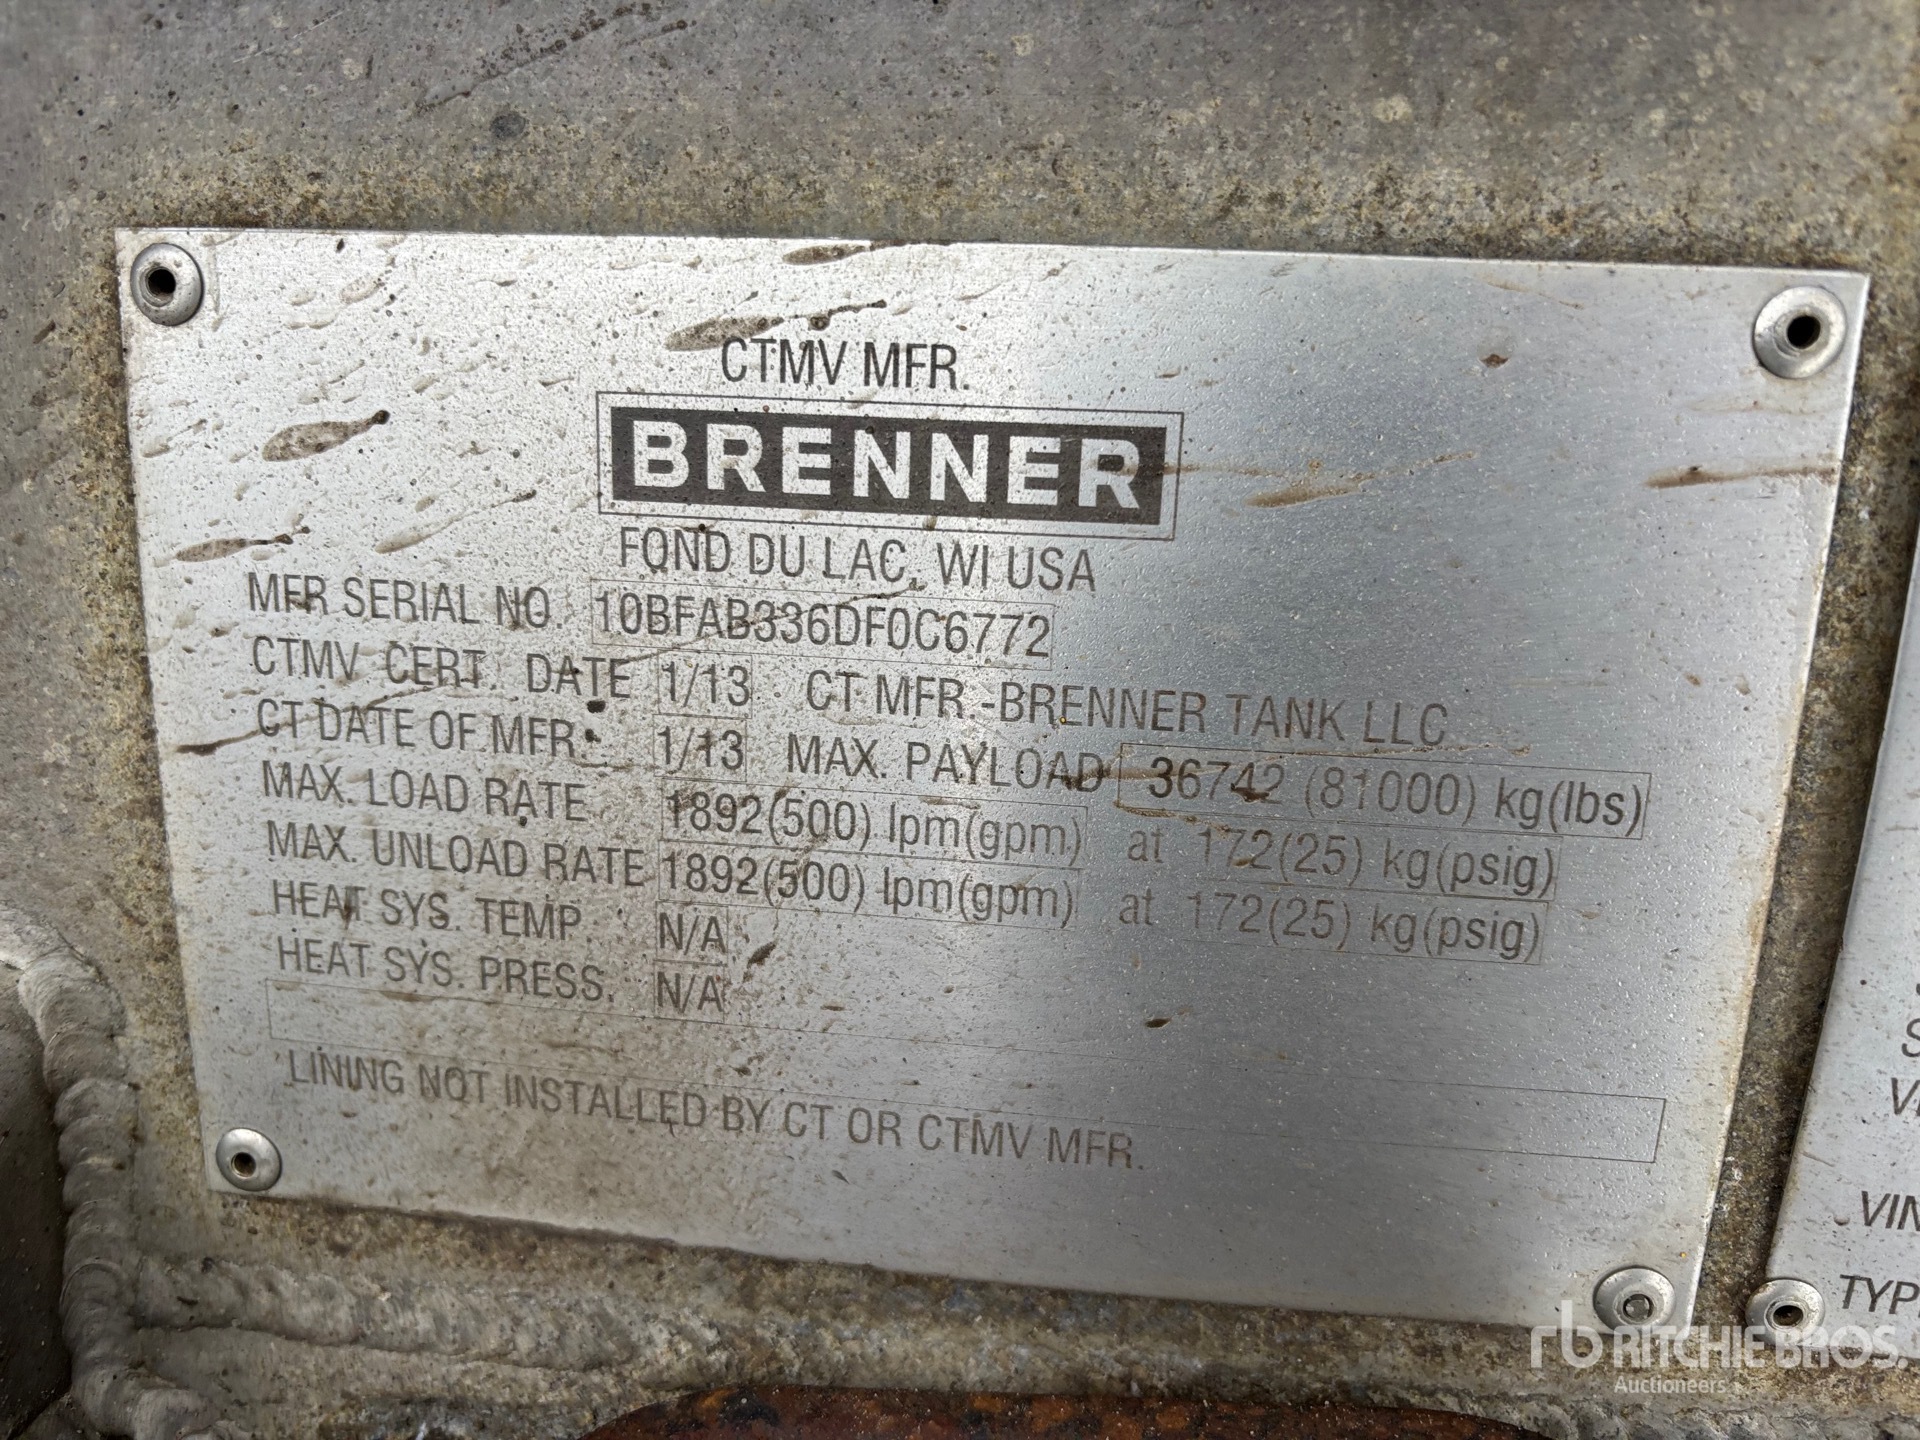 CTMV MFR.
BRENNER
FOND DU LAC, WI USA
MFR SERIAL NO 10BFAB336DF0C6772
CTMV CERT. DATE 1/13 CT MFR.-BRENNER TANK LLC
CT DATE OF MFR. 1/13 MAX. PAYLOAD 36742 (81000) kg(lbs)
MAX. LOAD RATE 1892(500) lpm(gpm) at 172(25) kg(psig)
MAX. UNLOAD RATE 1892(500) lpm(gpm) at 172(25) kg(psig)
HEAT SYS. TEMP. N/A
HEAT SYS. PRESS. N/A
LINING NOT INSTALLED BY CT OR CTMV MFR.
VIN
TYP
rb RITCHIE BROS.
Auctioneers